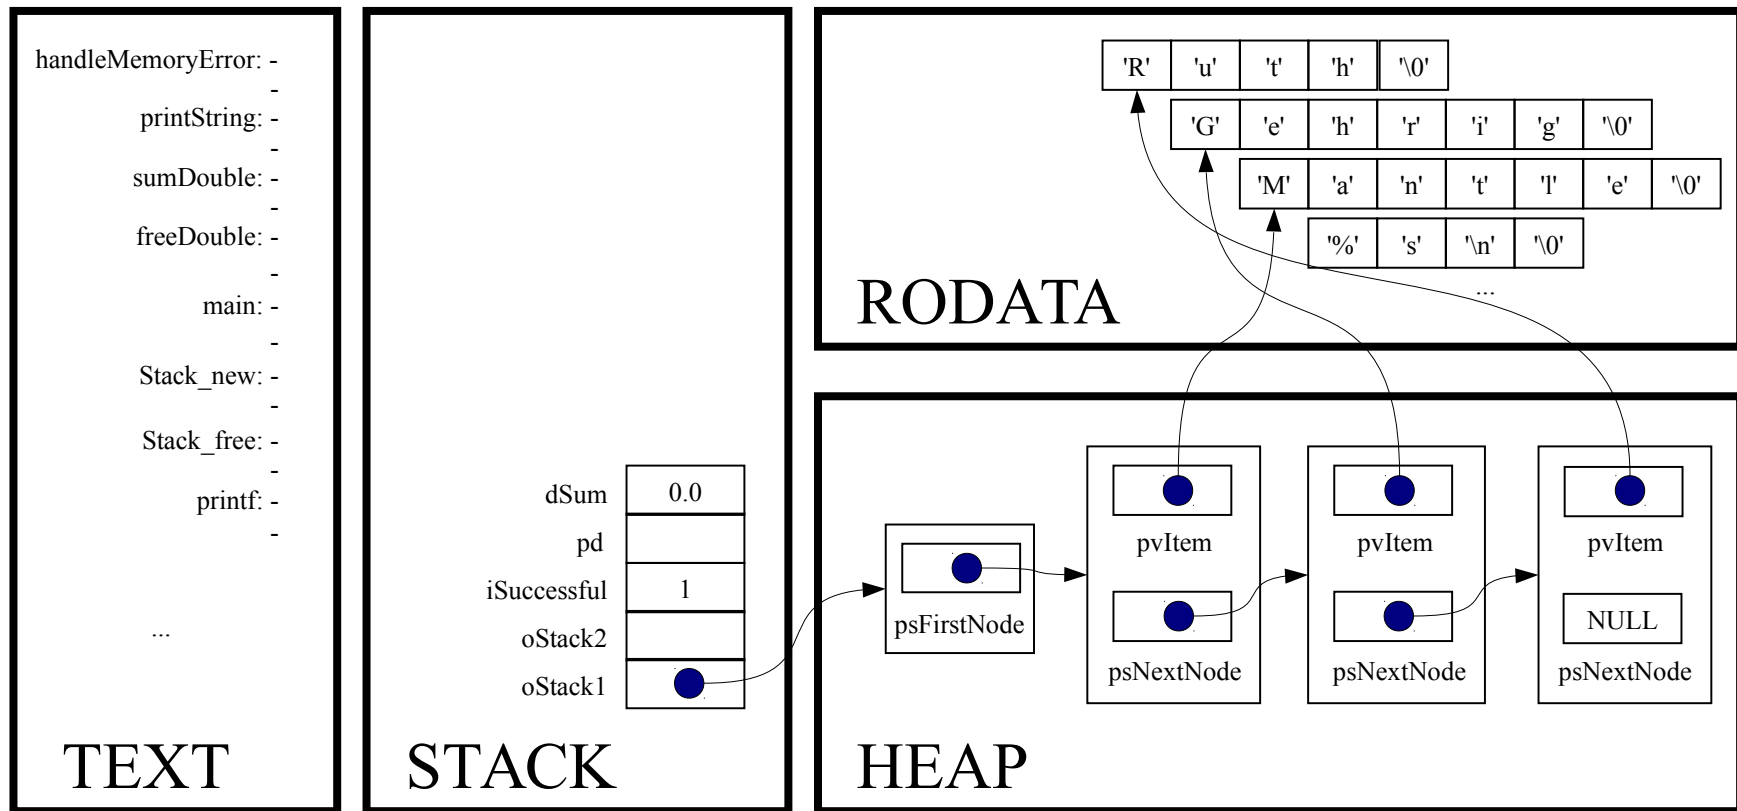 handleMemoryError: -
-
printString: -
-
sumDouble: -
-
freeDouble: -
-
main: -
-
Stack_new: -
-
Stack_free: -
-
printf: -
-
...
TEXT
dSum 0.0
pd
iSuccessful 1
oStack2
oStack1
STACK
'R' 'u' 't' 'h' '\0'
'G' 'e' 'h' 'r' 'i' 'g' '\0'
'M' 'a' 'n' 't' 'l' 'e' '\0'
'%' 's' '\n' '\0'
...
RODATA
psFirstNode
pvItem pvItem pvItem
NULL
psNextNode psNextNode psNextNode
HEAP